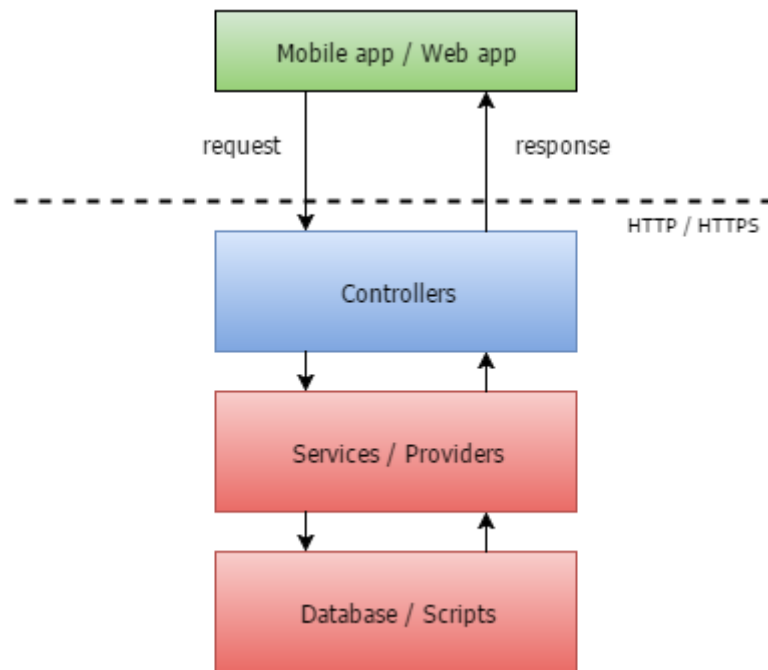 Mobile app / Web app
request
response
HTTP / HTTPS
Controllers
Services / Providers
Database / Scripts